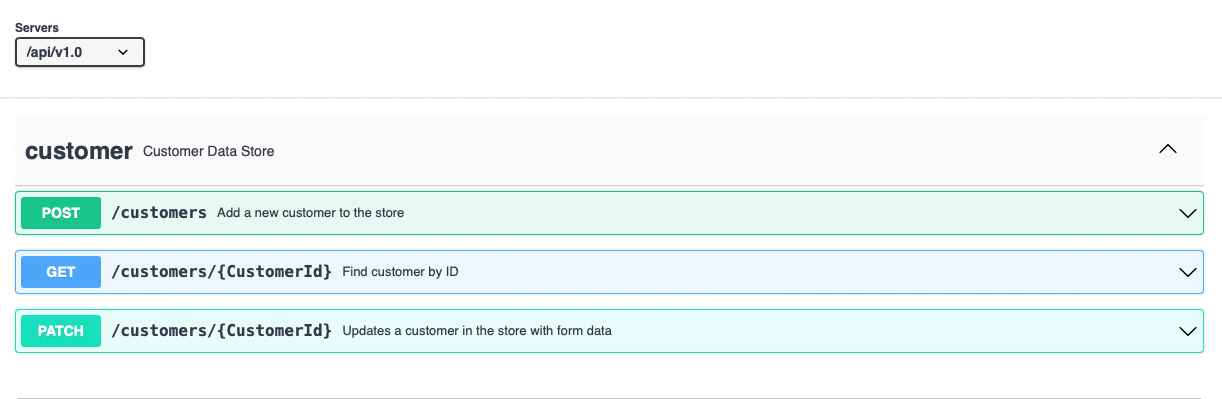 Servers
/api/v1.0
customer Customer Data Store
POST /customers Add a new customer to the store
GET /customers/{CustomerId} Find customer by ID
PATCH /customers/{CustomerId} Updates a customer in the store with form data